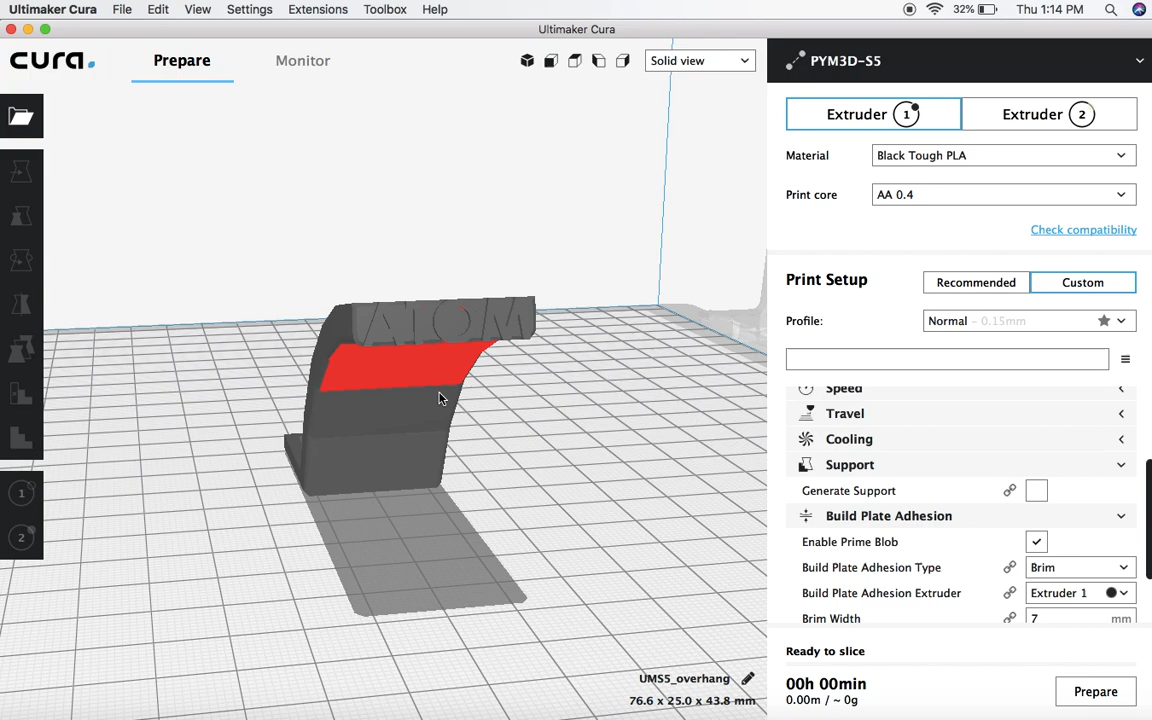 Ultimaker Cura File Edit View Settings Extensions Toolbox Help 32% Thu 1:14 PM
Ultimaker Cura
cura. Prepare Monitor Solid view
PYM3D-S5
Extruder 1 Extruder 2
Material Black Tough PLA
Print core AA 0.4
Check compatibility
Print Setup Recommended Custom
Profile: Normal – 0.15mm
Speed
Travel
Cooling
Support
Generate Support
Build Plate Adhesion
Enable Prime Blob
Build Plate Adhesion Type Brim
Build Plate Adhesion Extruder Extruder 1
Brim Width 7 mm
Ready to slice
00h 00min
0.00m / ~ 0g
Prepare
ATOM
1
2
UMS5_overhang
76.6 x 25.0 x 43.8 mm